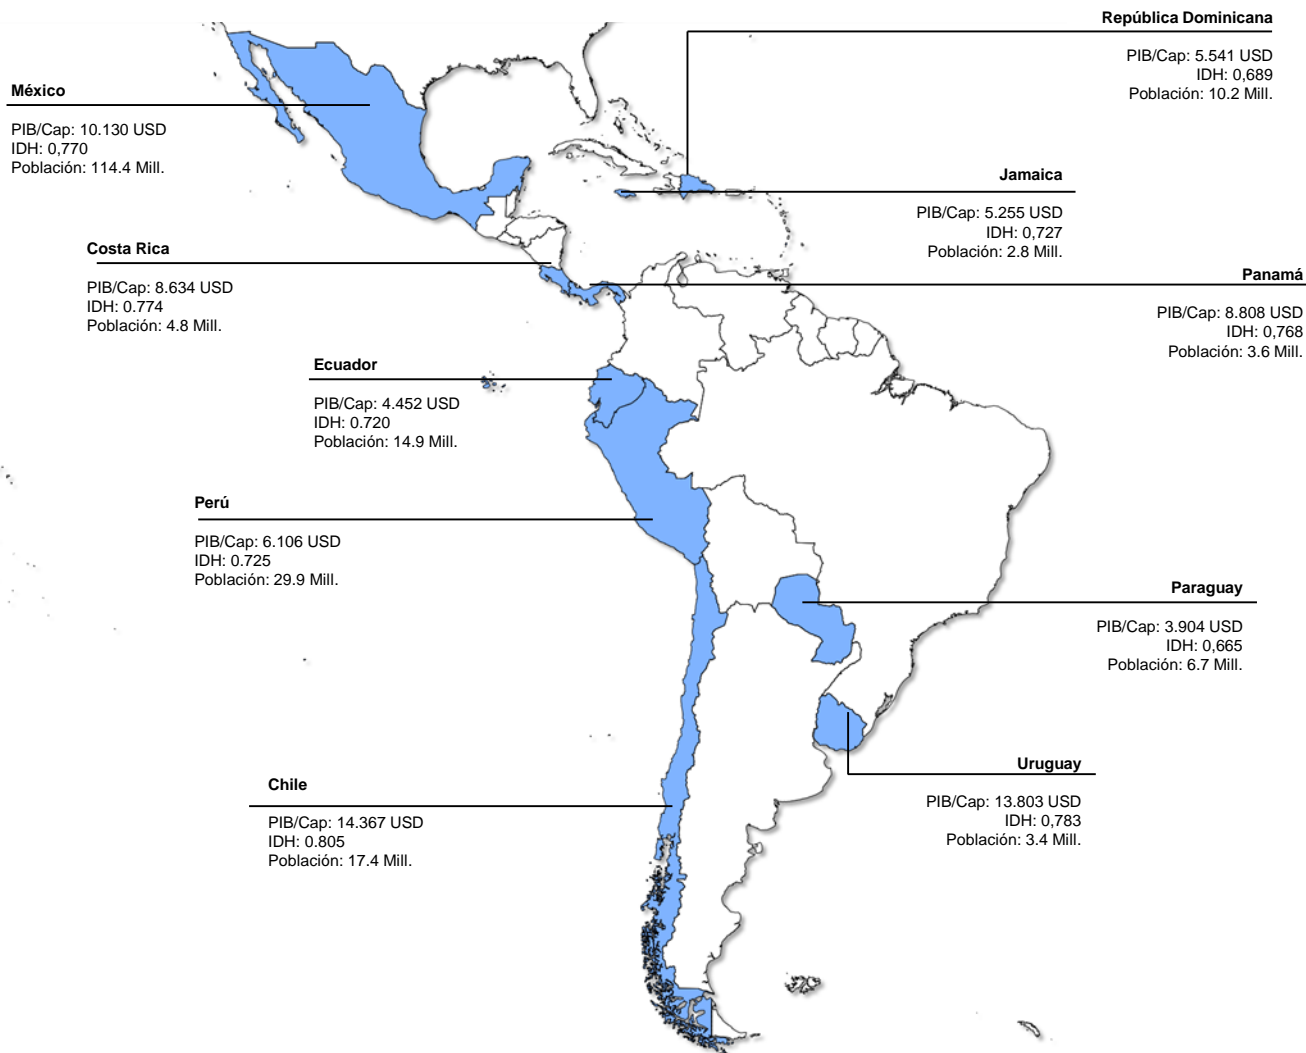 República Dominicana
PIB/Cap: 5.541 USD
IDH: 0,689
Población: 10.2 Mill.
México
PIB/Cap: 10.130 USD
IDH: 0,770
Población: 114.4 Mill.
Jamaica
PIB/Cap: 5.255 USD
IDH: 0,727
Población: 2.8 Mill.
Costa Rica
PIB/Cap: 8.634 USD
IDH: 0.774
Población: 4.8 Mill.
Panamá
PIB/Cap: 8.808 USD
IDH: 0,768
Población: 3.6 Mill.
Ecuador
PIB/Cap: 4.452 USD
IDH: 0.720
Población: 14.9 Mill.
Perú
PIB/Cap: 6.106 USD
IDH: 0.725
Población: 29.9 Mill.
Paraguay
PIB/Cap: 3.904 USD
IDH: 0,665
Población: 6.7 Mill.
Uruguay
PIB/Cap: 13.803 USD
IDH: 0,783
Población: 3.4 Mill.
Chile
PIB/Cap: 14.367 USD
IDH: 0.805
Población: 17.4 Mill.